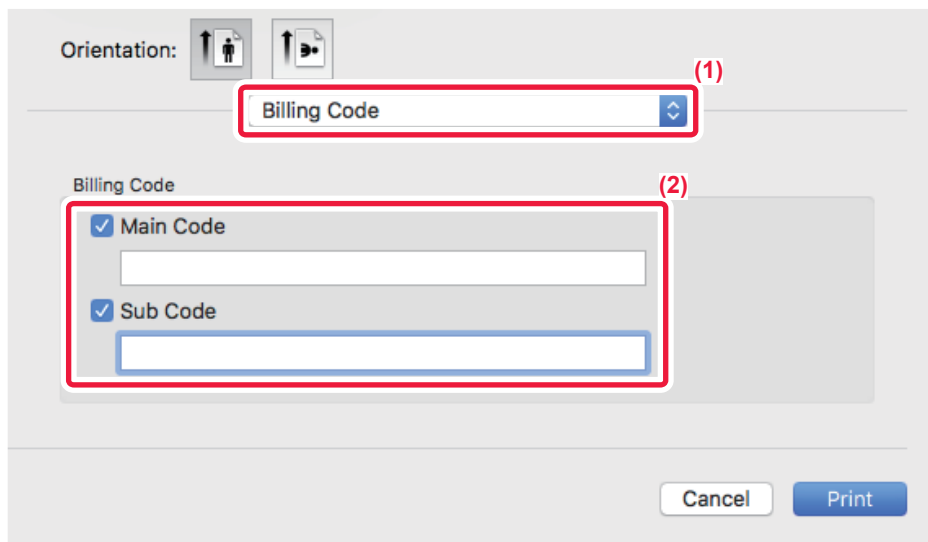 Orientation:
(1)
Billing Code
Billing Code
(2)
Main Code
Sub Code
Cancel Print